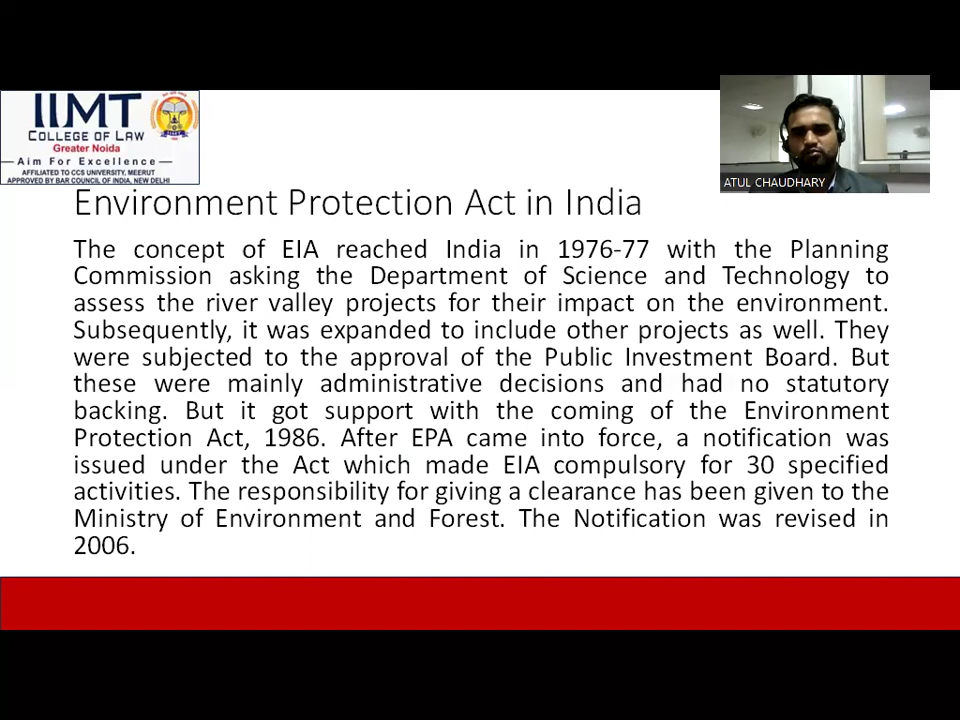 IIMT
COLLEGE OF LAW
Greater Noida
Aim For Excellence
AFFILIATED TO CCS UNIVERSITY, MEERUT
APPROVED BY BAR COUNCIL OF INDIA, NEW DELHI
ATUL CHAUDHARY
Environment Protection Act in India
The concept of EIA reached India in 1976-77 with the Planning
Commission asking the Department of Science and Technology to
assess the river valley projects for their impact on the environment.
Subsequently, it was expanded to include other projects as well. They
were subjected to the approval of the Public Investment Board. But
these were mainly administrative decisions and had no statutory
backing. But it got support with the coming of the Environment
Protection Act, 1986. After EPA came into force, a notification was
issued under the Act which made EIA compulsory for 30 specified
activities. The responsibility for giving a clearance has been given to the
Ministry of Environment and Forest. The Notification was revised in
2006.